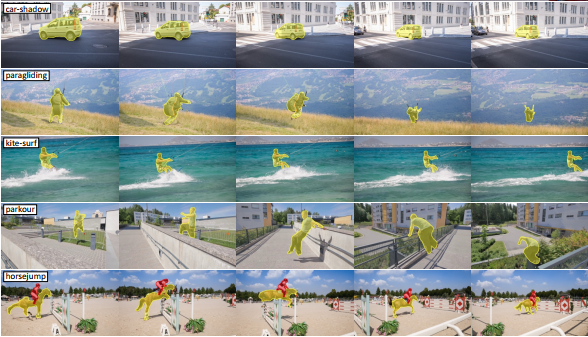 car-shadow
paragliding
kite-surf
parkour
horsejump